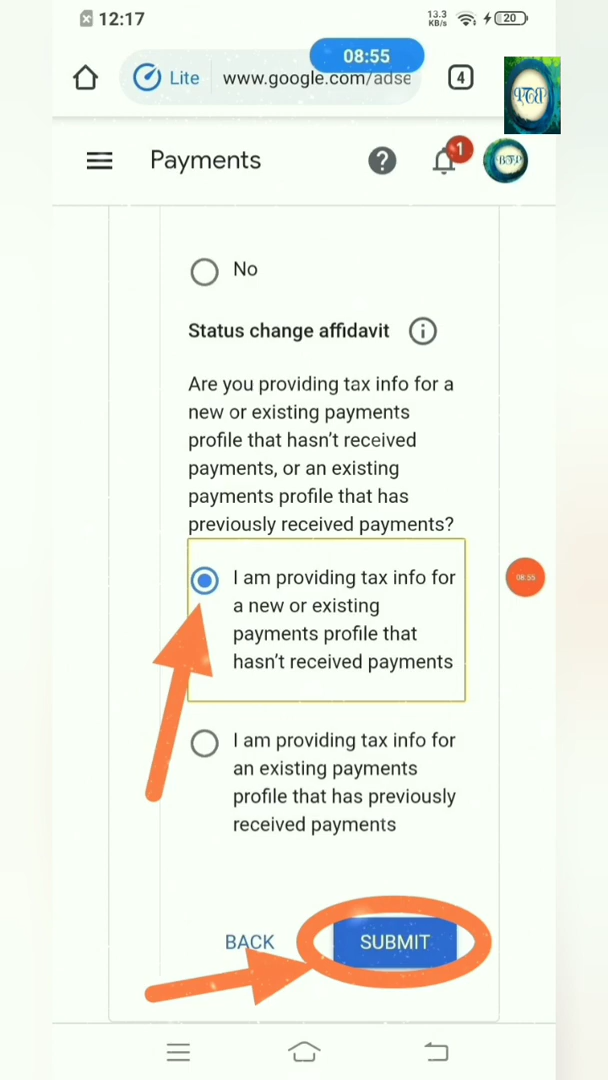 12:17
13.3
KB/s
20
08:55
Lite
www.google.com/adse
4
Payments
1
No
Status change affidavit
Are you providing tax info for a
new or existing payments
profile that hasn't received
payments, or an existing
payments profile that has
previously received payments?
I am providing tax info for
a new or existing
payments profile that
hasn't received payments
08:55
I am providing tax info for
an existing payments
profile that has previously
received payments
BACK
SUBMIT